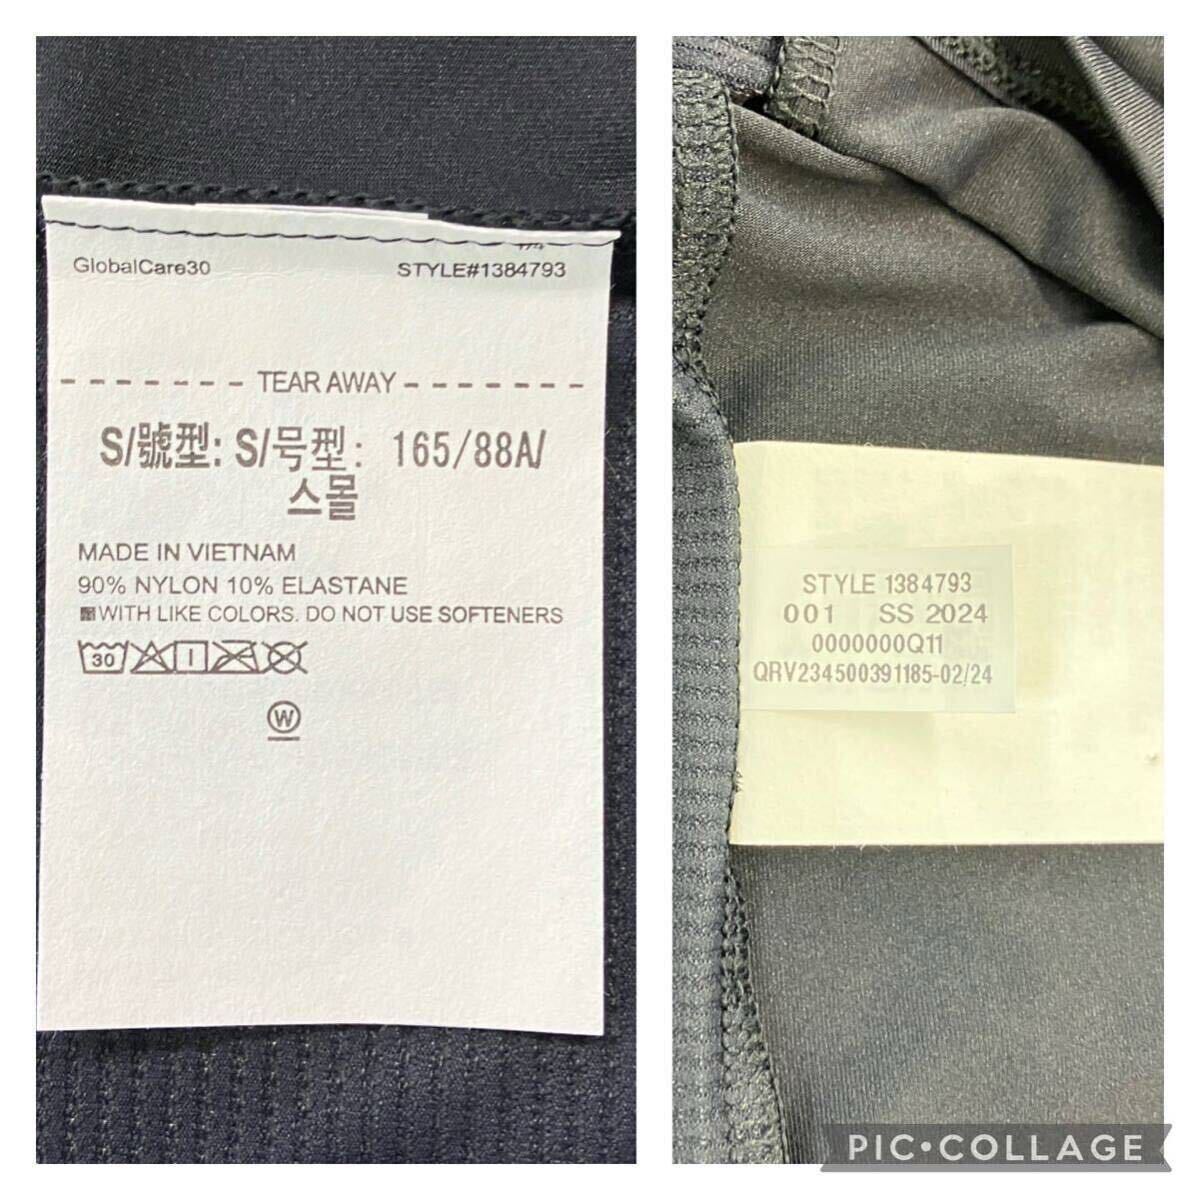 GlobalCare30
STYLE#1384793
TEAR AWAY
S/號型: S/号型: 165/88A/
스몰
MADE IN VIETNAM
90% NYLON 10% ELASTANE
WITH LIKE COLORS. DO NOT USE SOFTENERS
30
W
STYLE 1384793
001 SS 2024
0000000Q11
QRV234500391185-02/24
PIC•COLLAGE